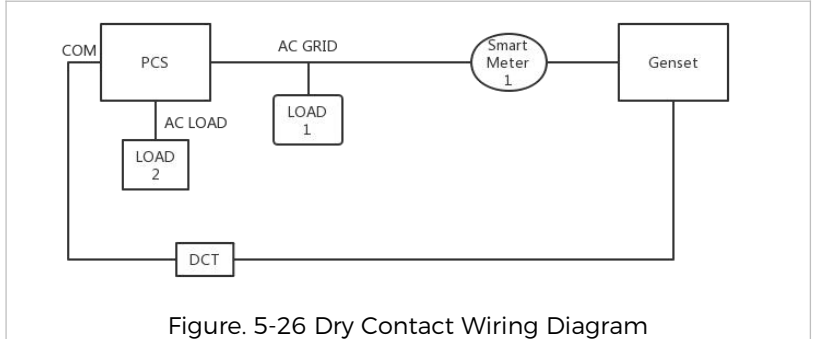 COM
PCS
AC GRID
Smart
Meter
1
Genset
LOAD
1
AC LOAD
LOAD
2
DCT
Figure. 5-26 Dry Contact Wiring Diagram